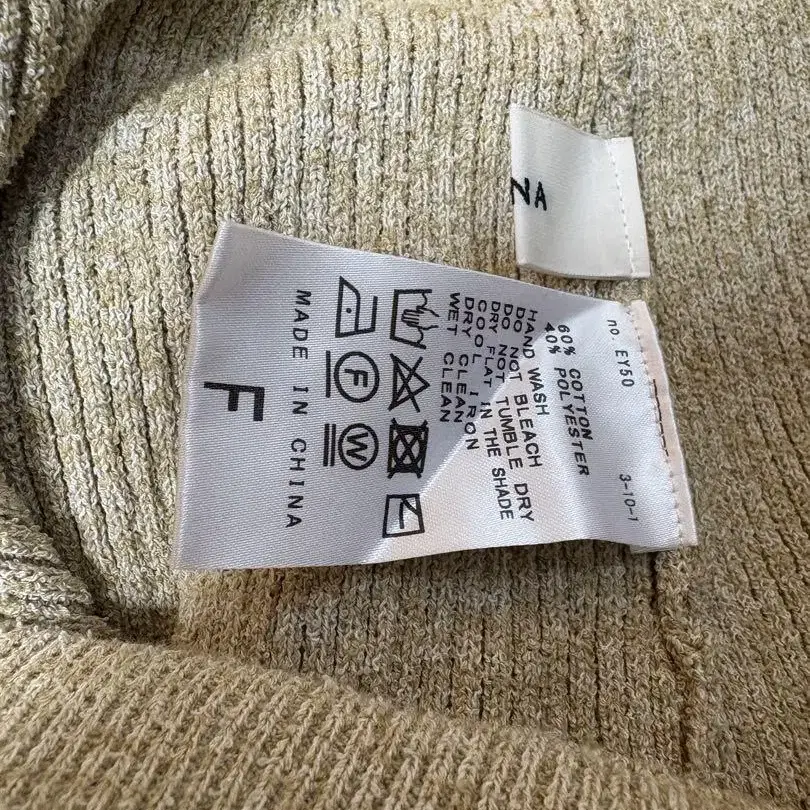 NA
no. EY50
3-10-1
60% COTTON
40% POLYESTER
HAND WASH
DO NOT BLEACH
DO NOT TUMBLE DRY
DRY FLAT IN THE SHADE
COOL IRON
DRY CLEAN
WET CLEAN
F
W
MADE IN CHINA
F